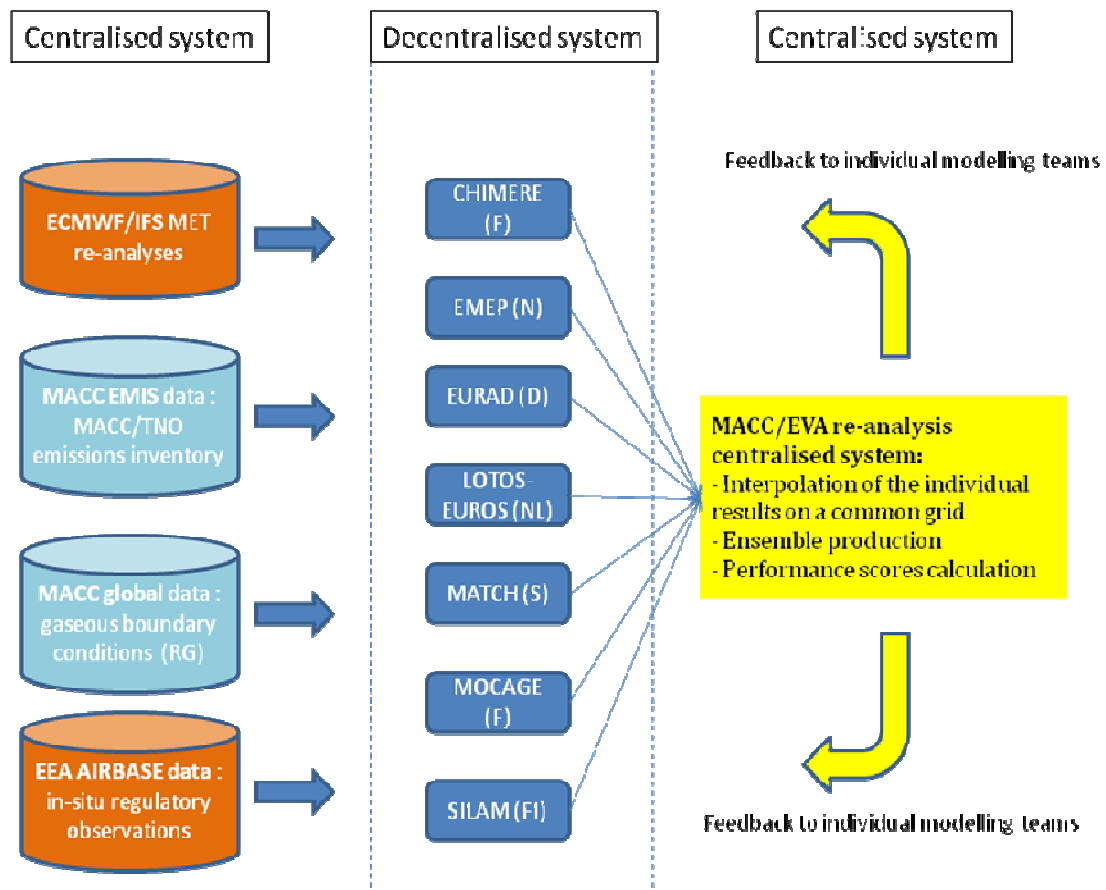 Centralised system
Decentralised system
Centralised system
ECMWF/IFS MET
re-analyses
MACC EMIS data :
MACC/TNO
emissions inventory
MACC global data :
gaseous boundary
conditions (RG)
EEA AIRBASE data :
in-situ regulatory
observations
CHIMERE
(F)
EMEP (N)
EURAD (D)
LOTOS-
EUROS (NL)
MATCH (S)
MOCAGE
(F)
SILAM (FI)
Feedback to individual modelling teams
MACC/EVA re-analysis
centralised system:
- Interpolation of the individual
results on a common grid
- Ensemble production
- Performance scores calculation
Feedback to individual modelling teams